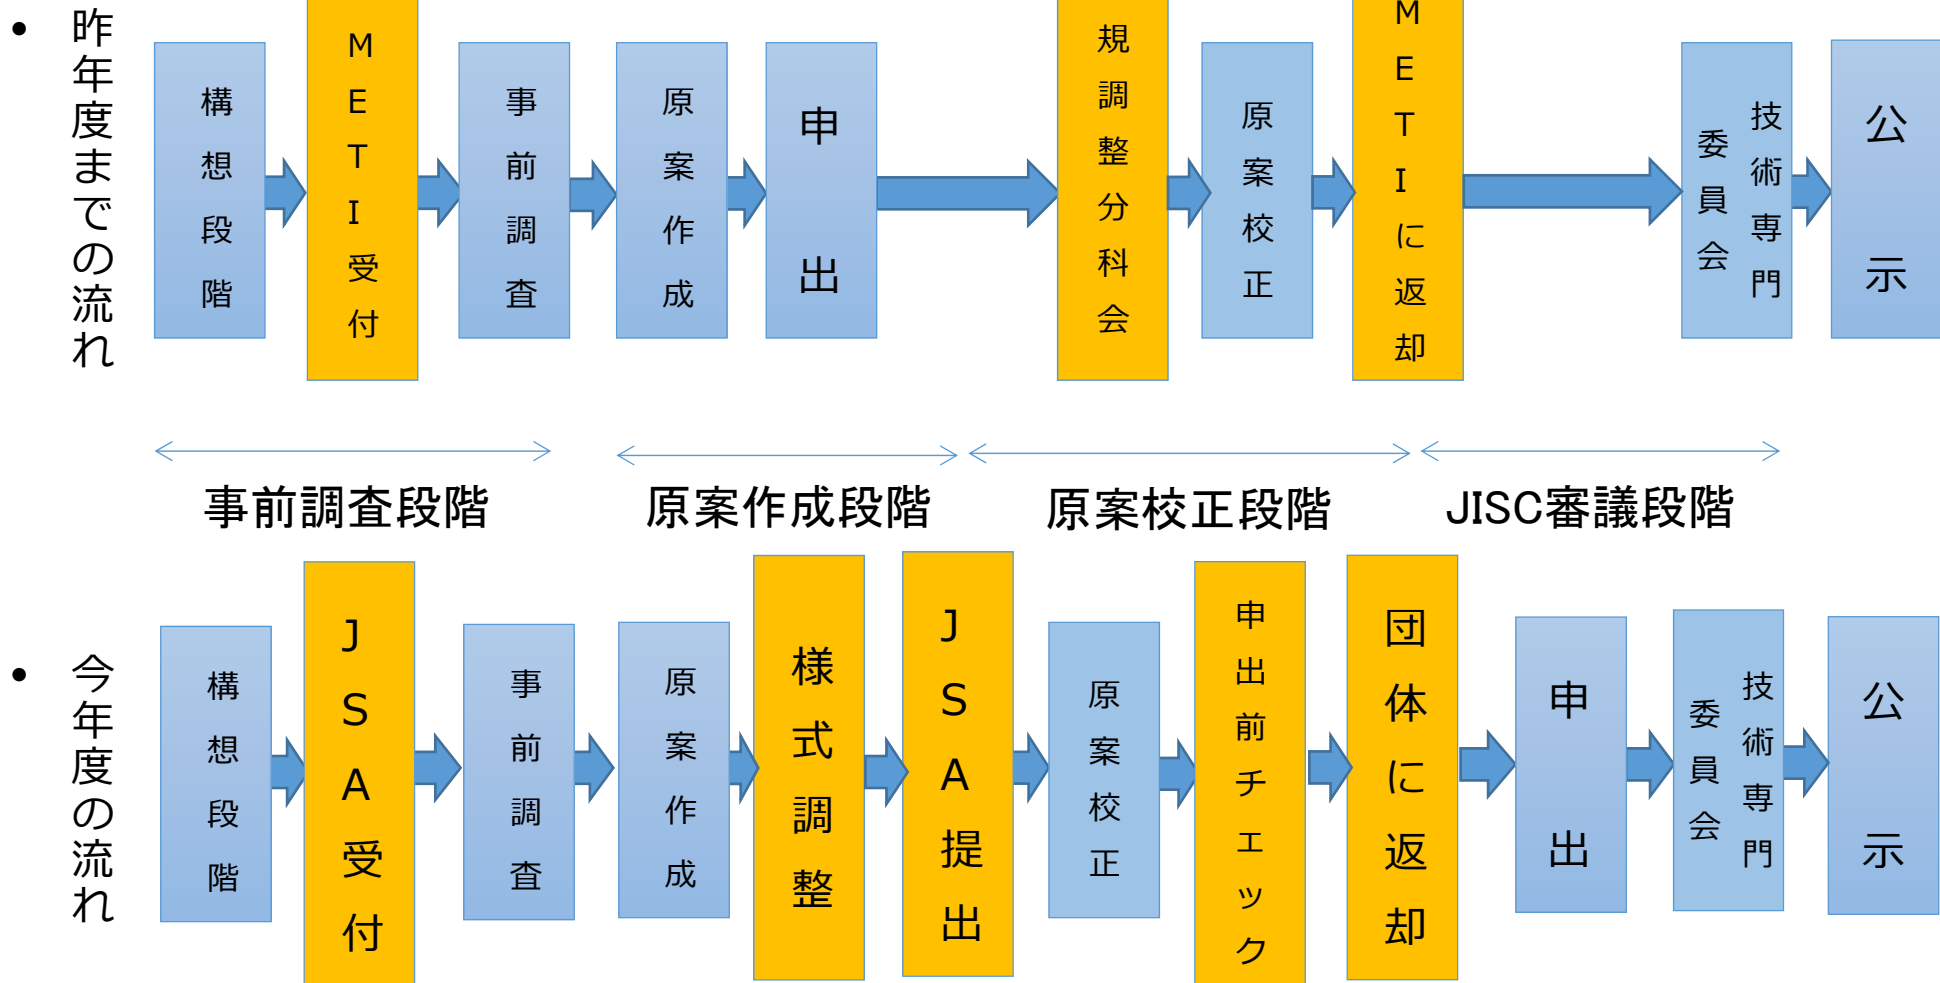 • 昨年度までの流れ
構想段階
METI受付
事前調査
原案作成
申出
規調整分科会
原案校正
METIに返却
技術専門
委員会
公示
事前調査段階
原案作成段階
原案校正段階
JISC審議段階
• 今年度の流れ
構想段階
JSA受付
事前調査
原案作成
様式調整
JSA提出
原案校正
申出前チェック
団体に返却
申出
技術専門
委員会
公示